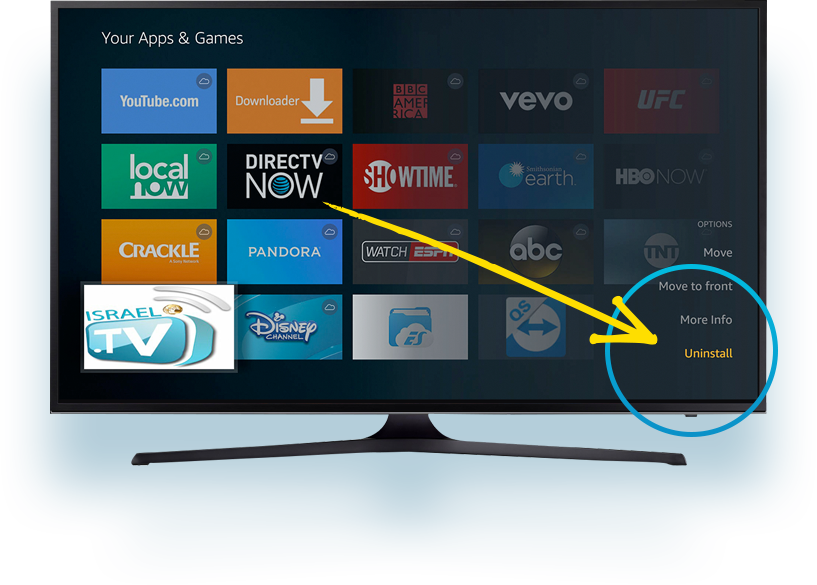 Your Apps & Games
YouTube.com
Downloader
BBC
AMERICA
vevo
UFC
local
now
DIRECTV
NOW
SHOWTIME.
Smithsonian
earth
HBO NOW
CRACKLE
A Sony Network
PANDORA
WATCH ESPN
abc
TNT
OPTIONS
Move
Move to front
More Info
Uninstall
ISRAEL
.TV
Disney
CHANNEL
ES
QS